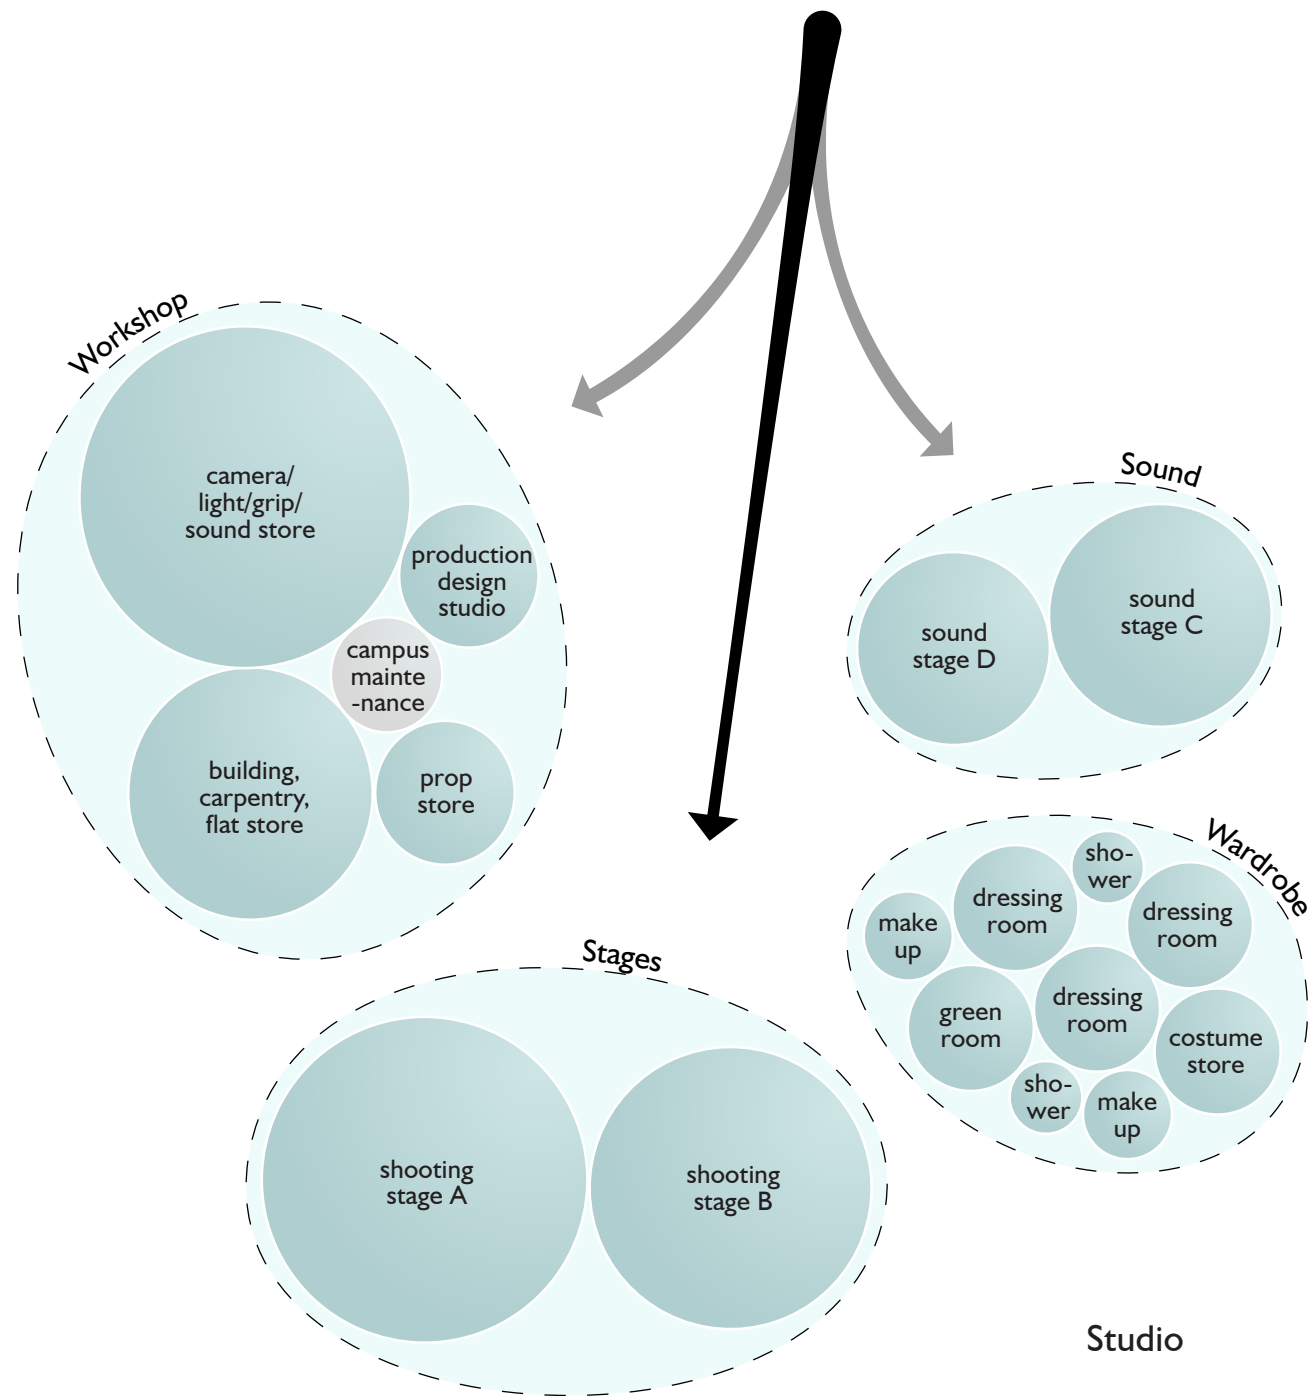 Workshop
camera/
light/grip/
sound store
production
design
studio
campus
mainte
-nance
building,
carpentry,
flat store
prop
store
Sound
sound
stage D
sound
stage C
Wardrobe
sho-
wer
dressing
room
dressing
room
make
up
green
room
dressing
room
costume
store
sho-
wer
make
up
Stages
shooting
stage A
shooting
stage B
Studio